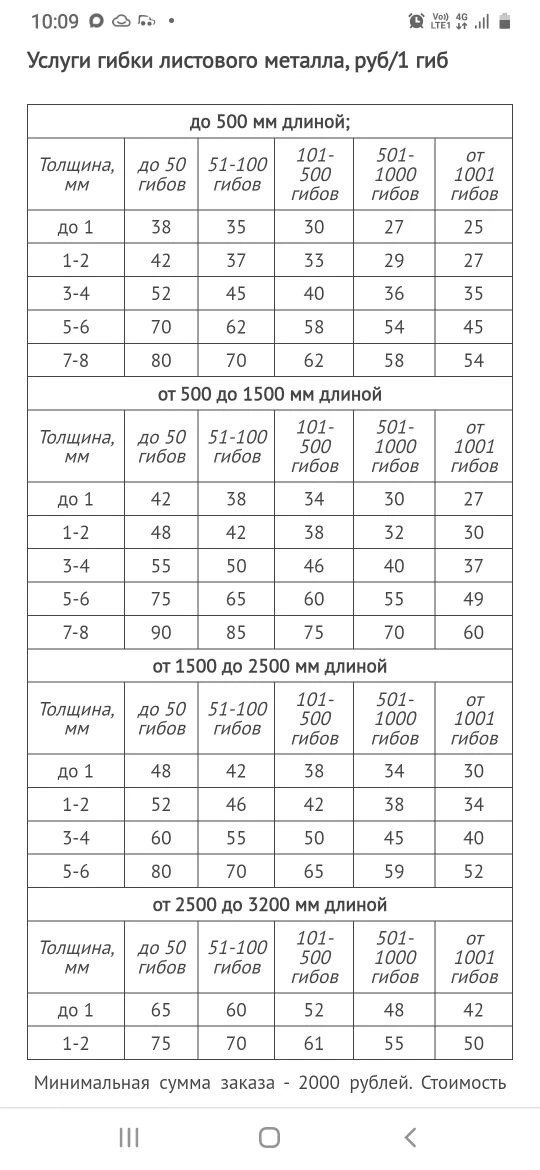 10:09
Vo)) 4G
LTE1
Услуги гибки листового металла, руб/1 гиб
до 500 мм длиной;
Толщина, мм до 50 гибов 51-100 гибов 101-500 гибов 501-1000 гибов от 1001 гибов
до 1 38 35 30 27 25
1-2 42 37 33 29 27
3-4 52 45 40 36 35
5-6 70 62 58 54 45
7-8 80 70 62 58 54
от 500 до 1500 мм длиной
Толщина, мм до 50 гибов 51-100 гибов 101-500 гибов 501-1000 гибов от 1001 гибов
до 1 42 38 34 30 27
1-2 48 42 38 32 30
3-4 55 50 46 40 37
5-6 75 65 60 55 49
7-8 90 85 75 70 60
от 1500 до 2500 мм длиной
Толщина, мм до 50 гибов 51-100 гибов 101-500 гибов 501-1000 гибов от 1001 гибов
до 1 48 42 38 34 30
1-2 52 46 42 38 34
3-4 60 55 50 45 40
5-6 80 70 65 59 52
от 2500 до 3200 мм длиной
Толщина, мм до 50 гибов 51-100 гибов 101-500 гибов 501-1000 гибов от 1001 гибов
до 1 65 60 52 48 42
1-2 75 70 61 55 50
Минимальная сумма заказа - 2000 рублей. Стоимость